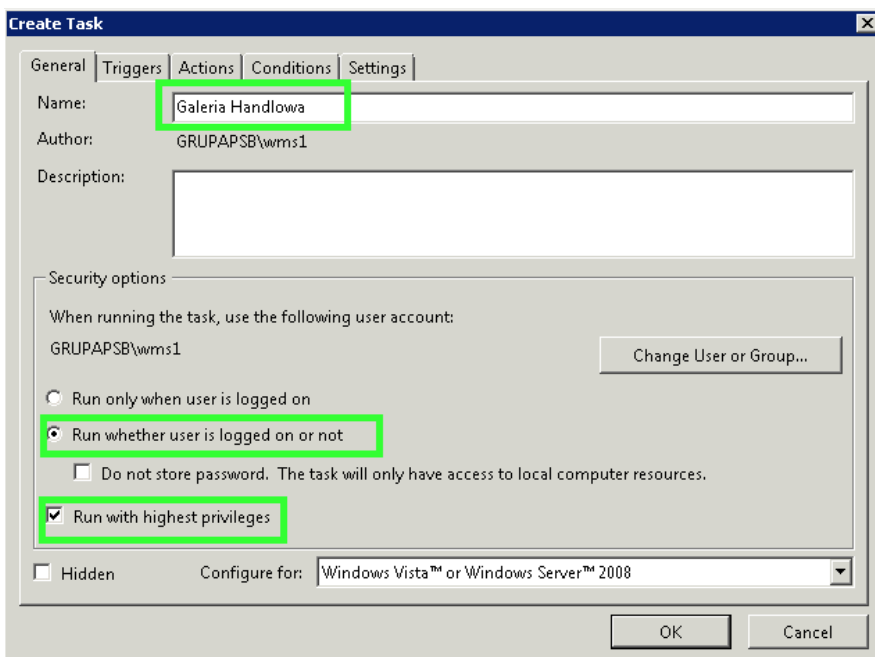 Create Task
General Triggers Actions Conditions Settings
Name: Galeria Handlowa
Author: GRUPAPSB\wms1
Description:
Security options
When running the task, use the following user account:
GRUPAPSB\wms1
Change User or Group...
Run only when user is logged on
Run whether user is logged on or not
Do not store password. The task will only have access to local computer resources.
Run with highest privileges
Hidden Configure for: Windows Vista™ or Windows Server™ 2008
OK Cancel